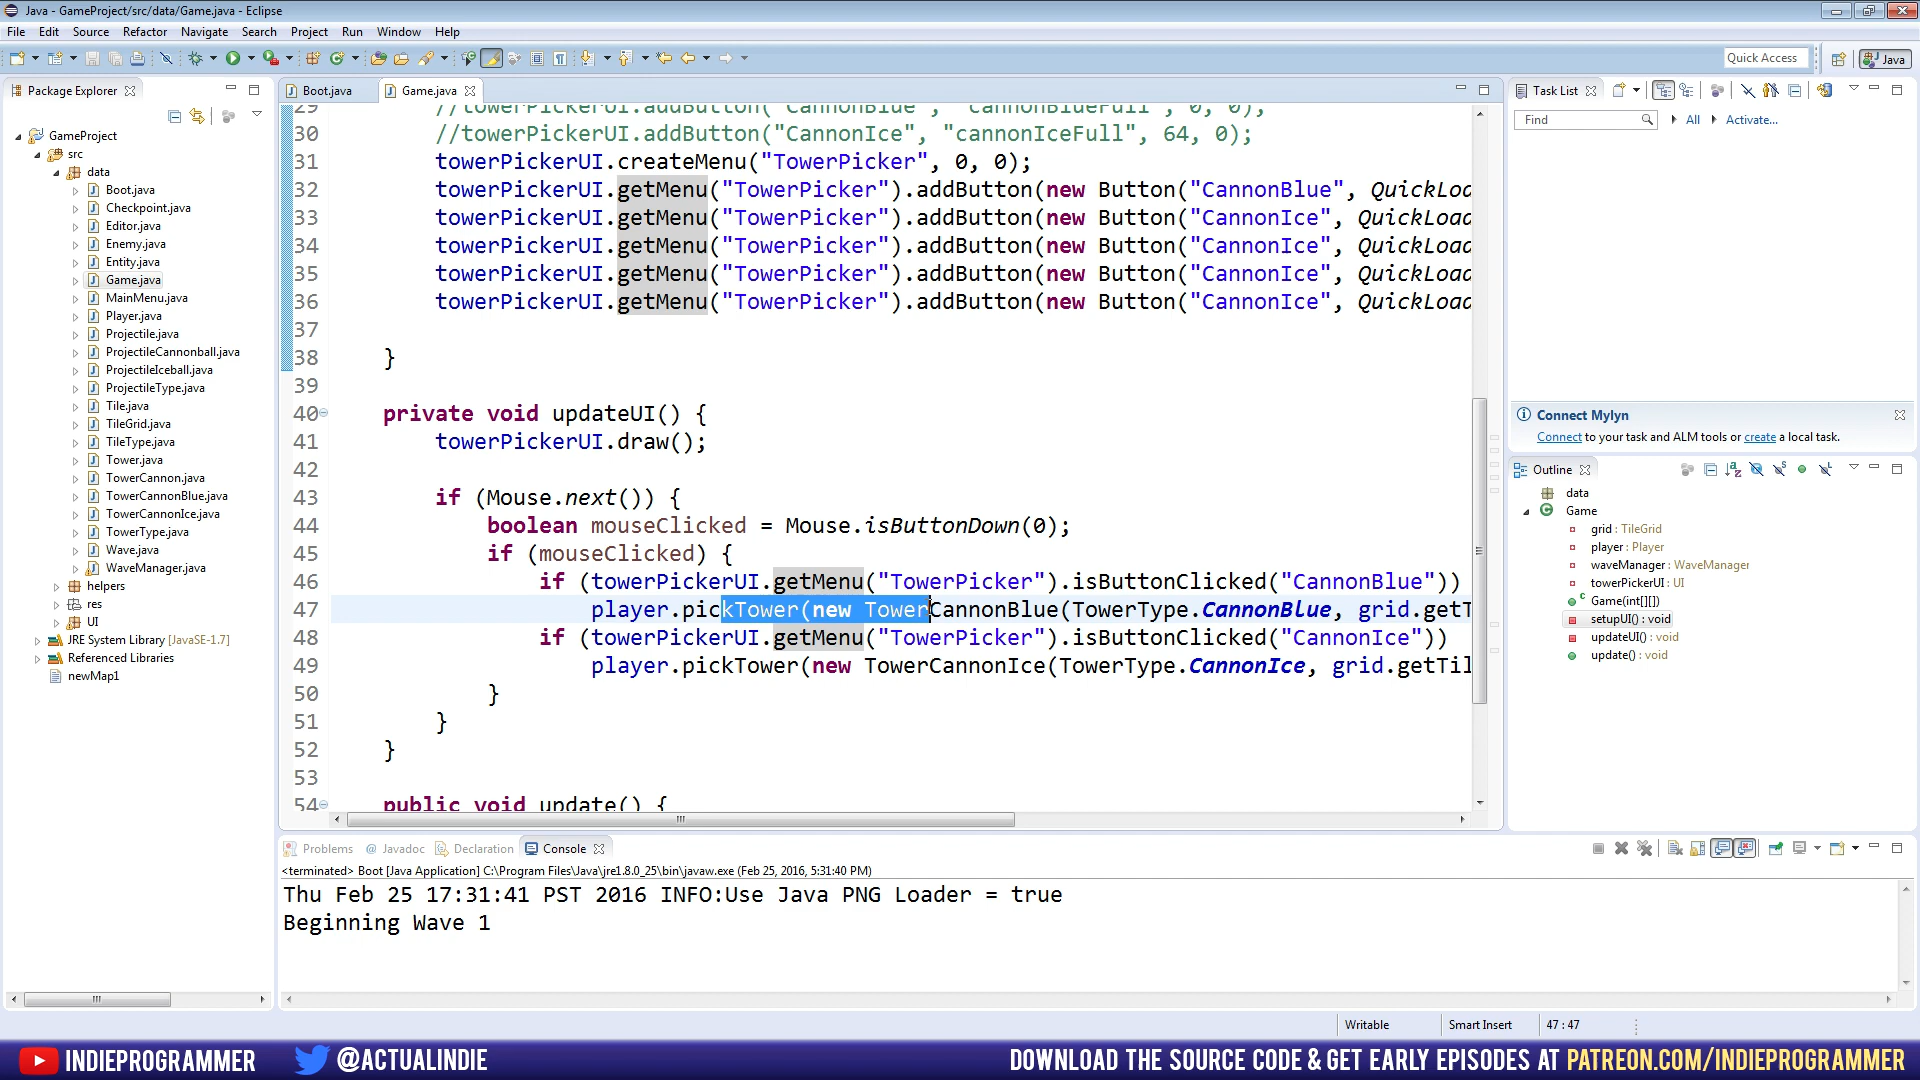 Java - GameProject/src/data/Game.java - Eclipse
File Edit Source Refactor Navigate Search Project Run Window Help
Quick Access
Java
Package Explorer
GameProject
src
data
Boot.java
Checkpoint.java
Editor.java
Enemy.java
Entity.java
Game.java
MainMenu.java
Player.java
Projectile.java
ProjectileCannonball.java
ProjectileIceball.java
ProjectileType.java
Tile.java
TileGrid.java
TileType.java
Tower.java
TowerCannon.java
TowerCannonBlue.java
TowerCannonIce.java
TowerType.java
Wave.java
WaveManager.java
helpers
res
UI
JRE System Library [JavaSE-1.7]
Referenced Libraries
newMap1
Boot.java Game.java
29 //towerPickerUI.addButton("CannonBlue", "cannonBlueFull", 0, 0);
30 //towerPickerUI.addButton("CannonIce", "cannonIceFull", 64, 0);
31 towerPickerUI.createMenu("TowerPicker", 0, 0);
32 towerPickerUI.getMenu("TowerPicker").addButton(new Button("CannonBlue", QuickLoa
33 towerPickerUI.getMenu("TowerPicker").addButton(new Button("CannonIce", QuickLoad
34 towerPickerUI.getMenu("TowerPicker").addButton(new Button("CannonIce", QuickLoad
35 towerPickerUI.getMenu("TowerPicker").addButton(new Button("CannonIce", QuickLoad
36 towerPickerUI.getMenu("TowerPicker").addButton(new Button("CannonIce", QuickLoad
37
38 }
39
40 private void updateUI() {
41 towerPickerUI.draw();
42
43 if (Mouse.next()) {
44 boolean mouseClicked = Mouse.isButtonDown(0);
45 if (mouseClicked) {
46 if (towerPickerUI.getMenu("TowerPicker").isButtonClicked("CannonBlue"))
47 player.pickTower(new TowerCannonBlue(TowerType.CannonBlue, grid.getT
48 if (towerPickerUI.getMenu("TowerPicker").isButtonClicked("CannonIce"))
49 player.pickTower(new TowerCannonIce(TowerType.CannonIce, grid.getTil
50 }
51 }
52 }
53
54 public void update() {
Task List
Find All Activate...
Connect Mylyn
Connect to your task and ALM tools or create a local task.
Outline
data
Game
grid : TileGrid
player : Player
waveManager : WaveManager
towerPickerUI : UI
Game(int[][])
setupUI() : void
updateUI() : void
update() : void
Problems @ Javadoc Declaration Console
<terminated> Boot [Java Application] C:\Program Files\Java\jre1.8.0_25\bin\javaw.exe (Feb 25, 2016, 5:31:40 PM)
Thu Feb 25 17:31:41 PST 2016 INFO:Use Java PNG Loader = true
Beginning Wave 1
Writable Smart Insert 47 : 47
INDIEPROGRAMMER @ACTUALINDIE DOWNLOAD THE SOURCE CODE & GET EARLY EPISODES AT PATREON.COM/INDIEPROGRAMMER